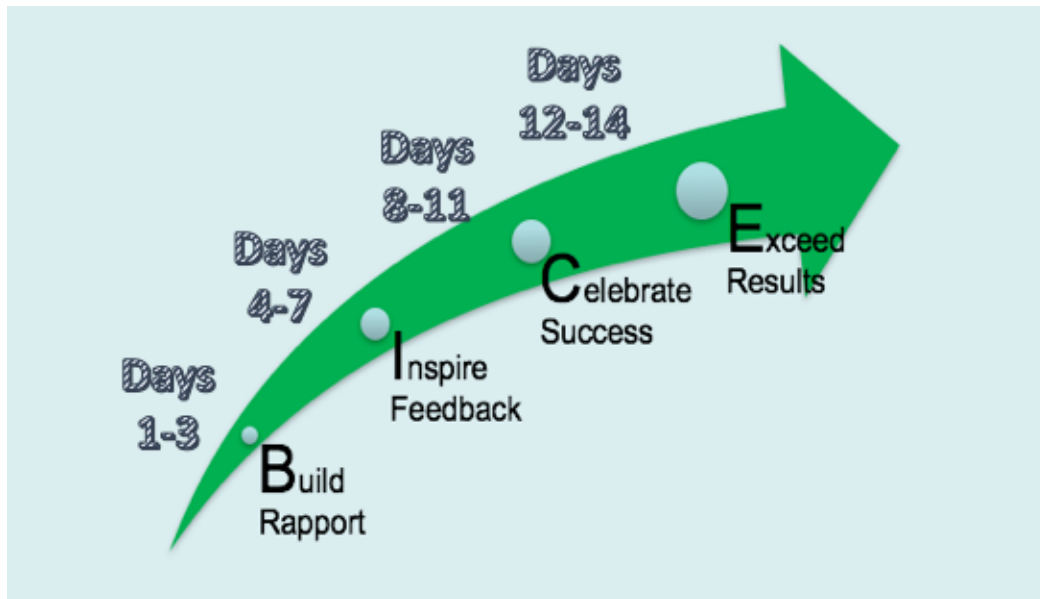 Days
1-3
Build
Rapport
Days
4-7
Inspire
Feedback
Days
8-11
Celebrate
Success
Days
12-14
Exceed
Results